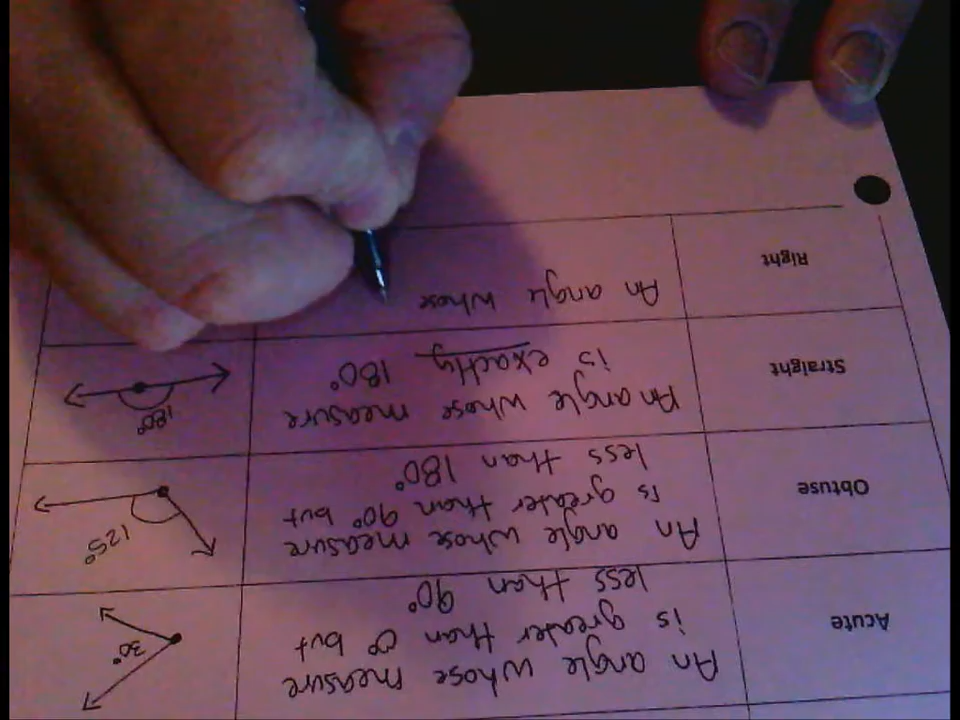 Acute
An angle whose measure
is greater than 0° but
less than 90°
30°
Obtuse
An angle whose measure
is greater than 90° but
less than 180°
125°
Straight
An angle whose measure
is exactly 180°
180°
Right
An angle whose